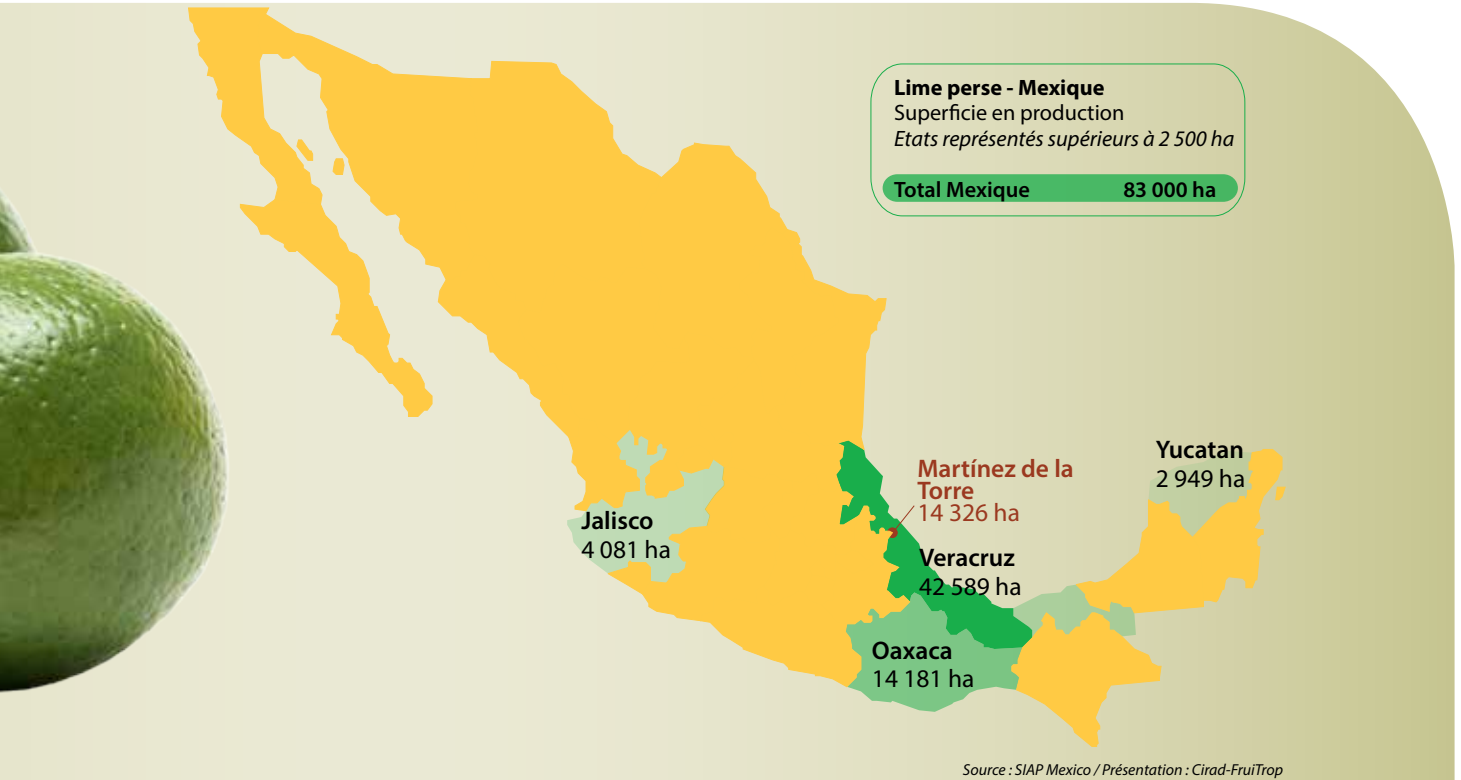 Lime perse - Mexique
Superficie en production
Etats représentés supérieurs à 2 500 ha
Total Mexique 83 000 ha
Yucatan
2 949 ha
Martínez de la
Torre
14 326 ha
Jalisco
4 081 ha
Veracruz
42 589 ha
Oaxaca
14 181 ha
Source : SIAP Mexico / Présentation : Cirad-FruiTrop